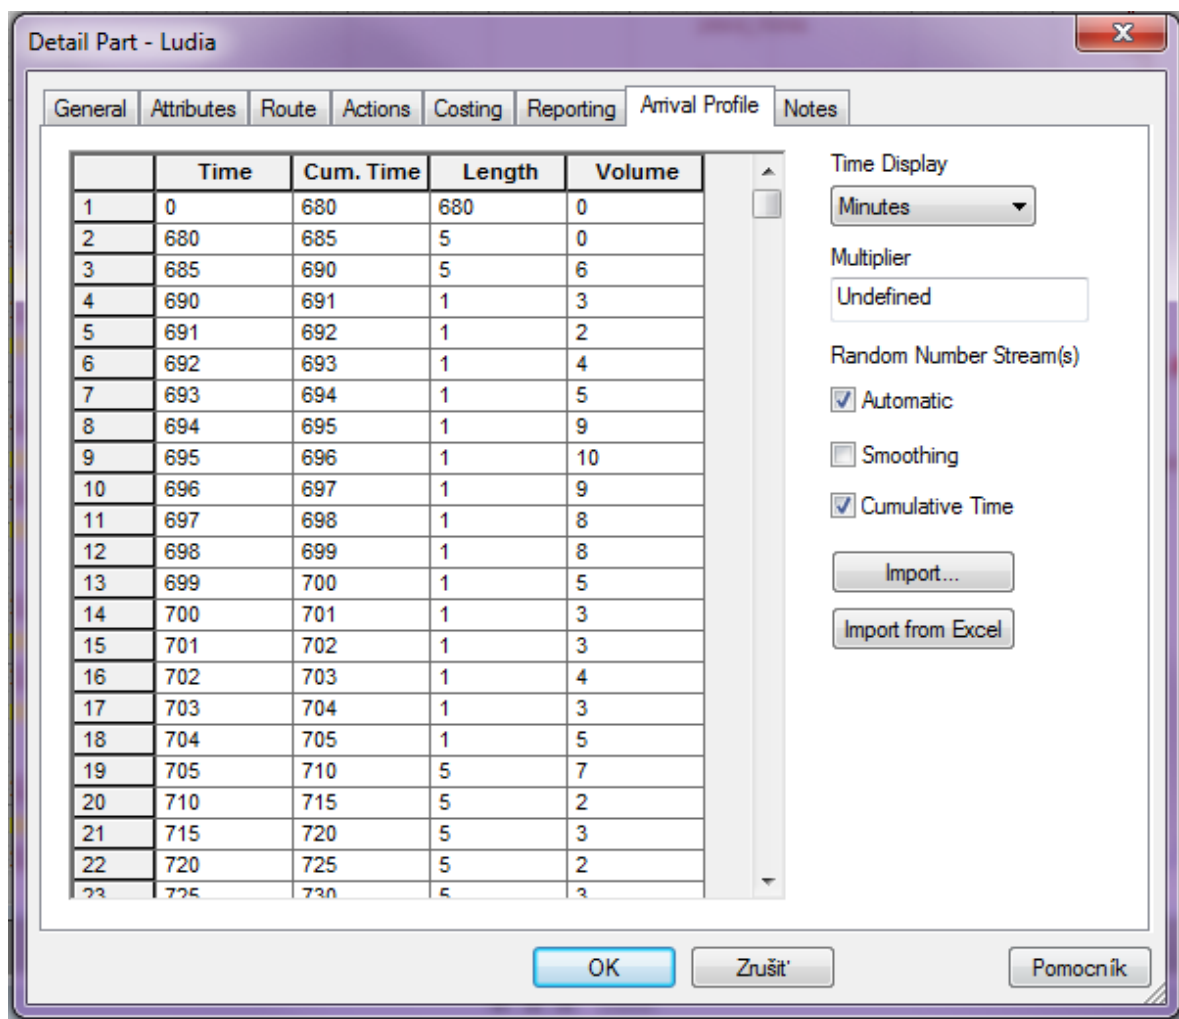 Detail Part - Ludia
General Attributes Route Actions Costing Reporting Arrival Profile Notes
Time Cum. Time Length Volume
1 0 680 680 0
2 680 685 5 0
3 685 690 5 6
4 690 691 1 3
5 691 692 1 2
6 692 693 1 4
7 693 694 1 5
8 694 695 1 9
9 695 696 1 10
10 696 697 1 9
11 697 698 1 8
12 698 699 1 8
13 699 700 1 5
14 700 701 1 3
15 701 702 1 3
16 702 703 1 4
17 703 704 1 3
18 704 705 1 5
19 705 710 5 7
20 710 715 5 2
21 715 720 5 3
22 720 725 5 2
23 725 730 5 3
Time Display
Minutes
Multiplier
Undefined
Random Number Stream(s)
Automatic
Smoothing
Cumulative Time
Import...
Import from Excel
OK Zrušiť Pomocník